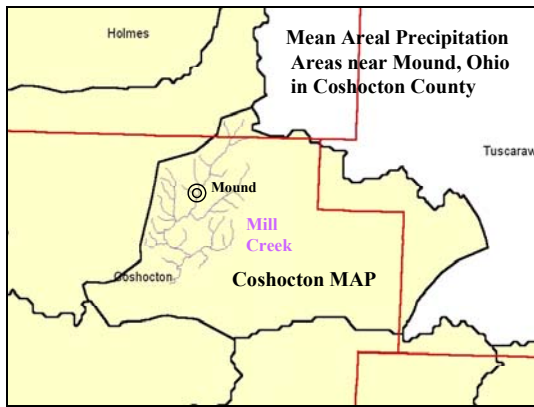 Holmes
Mean Areal Precipitation
Areas near Mound, Ohio
in Coshocton County
Tuscaraw
Mound
Mill
Creek
Coshocton
Coshocton MAP